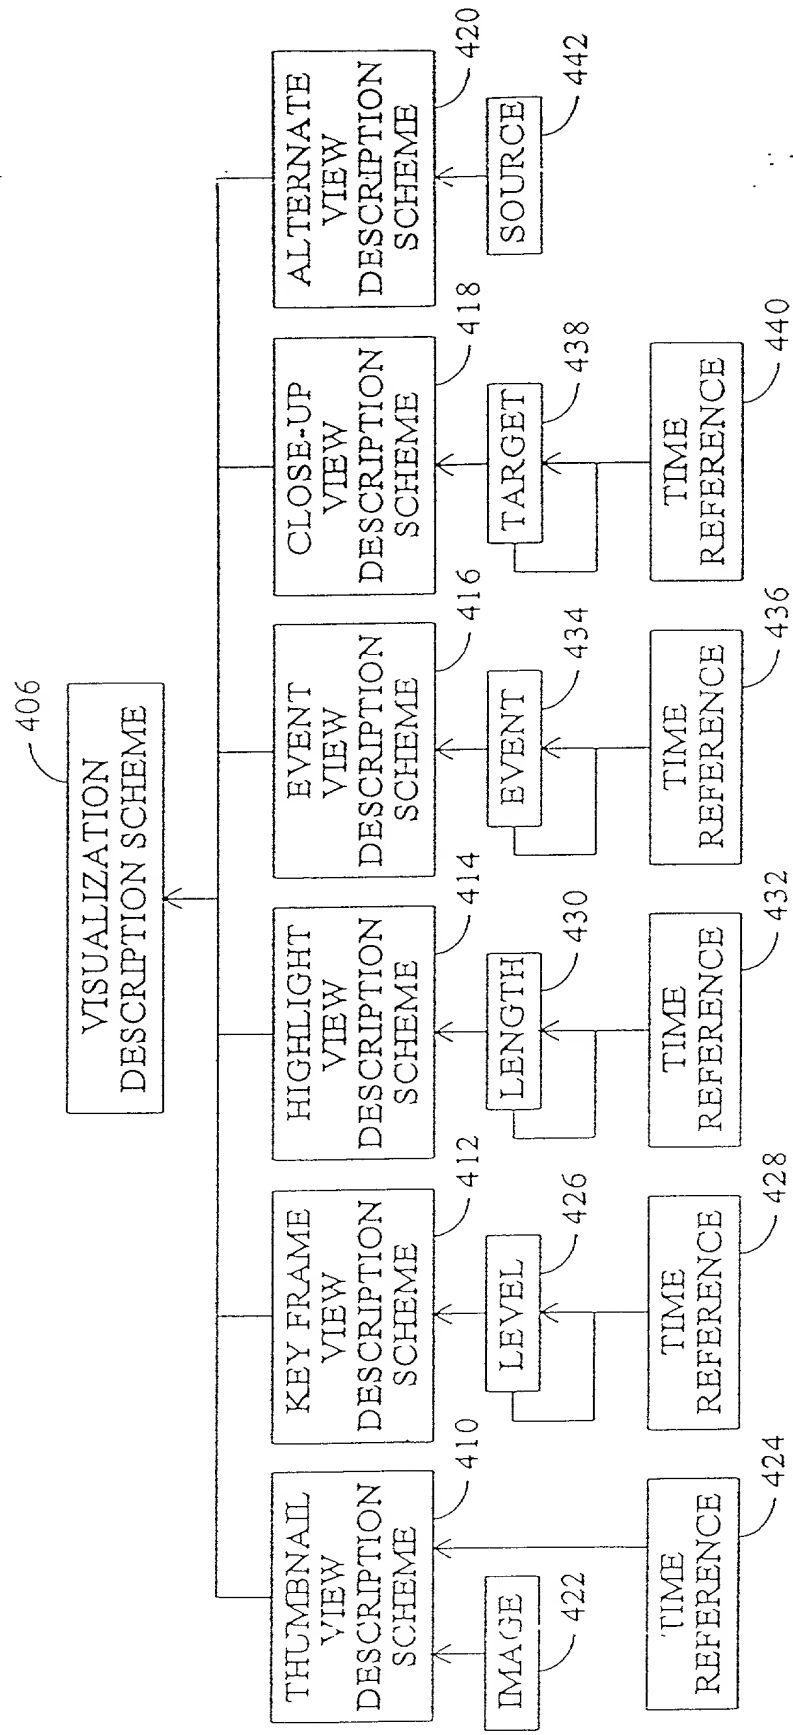 VISUALIZATION
DESCRIPTION SCHEME
406
THUMBNAIL
VIEW
DESCRIPTION
SCHEME
410
KEY FRAME
VIEW
DESCRIPTION
SCHEME
412
HIGHLIGHT
VIEW
DESCRIPTION
SCHEME
414
EVENT
VIEW
DESCRIPTION
SCHEME
416
CLOSE-UP
VIEW
DESCRIPTION
SCHEME
418
ALTERNATE
VIEW
DESCRIPTION
SCHEME
420
IMAGE
422
LEVEL
426
LENGTH
430
EVENT
434
TARGET
438
SOURCE
442
TIME
REFERENCE
424
TIME
REFERENCE
428
TIME
REFERENCE
432
TIME
REFERENCE
436
TIME
REFERENCE
440